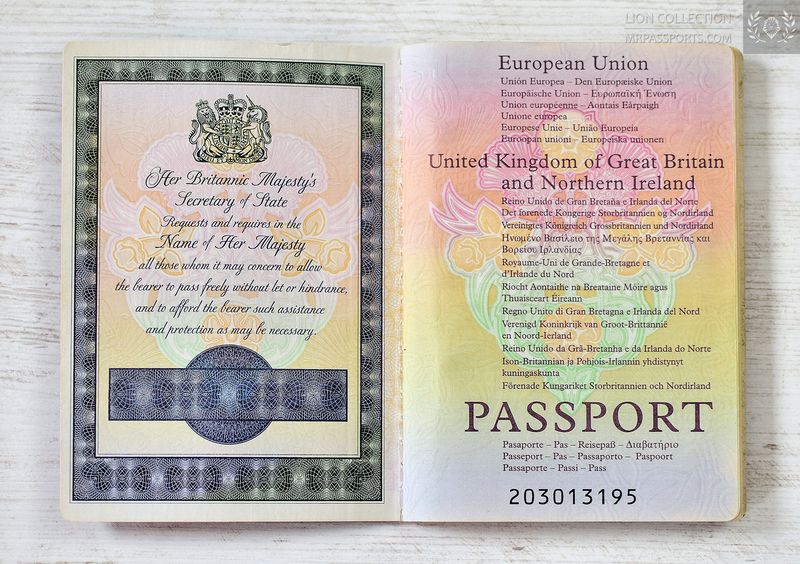 LION COLLECTION
MRPASSPORTS.COM
Her Britannic Majesty's
Secretary of State
Requests and requires in the
Name of Her Majesty
all those whom it may concern to allow
the bearer to pass freely without let or hindrance,
and to afford the bearer such assistance
and protection as may be necessary.
European Union
Unión Europea – Den Europæiske Union
Europäische Union – Ευρωπαϊκή Ένωση
Union européenne – Aontais Eárpaigh
Unione europea
Europese Unie – União Europeia
Euroopan unioni – Europeiska unionen
United Kingdom of Great Britain
and Northern Ireland
Reino Unido de Gran Bretaña e Irlanda del Norte
Det forenede Kongerige Storbritannien og Nordirland
Vereinigtes Königreich Grossbritannien und Nordirland
Ηνομενο Βασίλειο της Μεγάλης Βρεταννίας και
Βορείου Ιρλανδίας
Royaume-Uni de Grande-Bretagne et
d'Irlande du Nord
Ríocht Aontaithe na Breataine Móire agus
Thuaisceart Éireann
Regno Unito di Gran Bretagna e Irlanda del Nord
Verenigd Koninkrijk van Groot-Brittannië
en Noord-Ierland
Reino Unido da Grã-Bretanha e da Irlanda do Norte
Ison-Britannian ja Pohjois-Irlannin yhdistynyt
kuningaskunta
Förenade Kungariket Storbritannien och Nordirland
PASSPORT
Pasaporte – Pas – Reisepaß – Διαβατήριο
Passeport – Pas – Passaporto – Paspoort
Passaporte – Passi – Pass
203013195